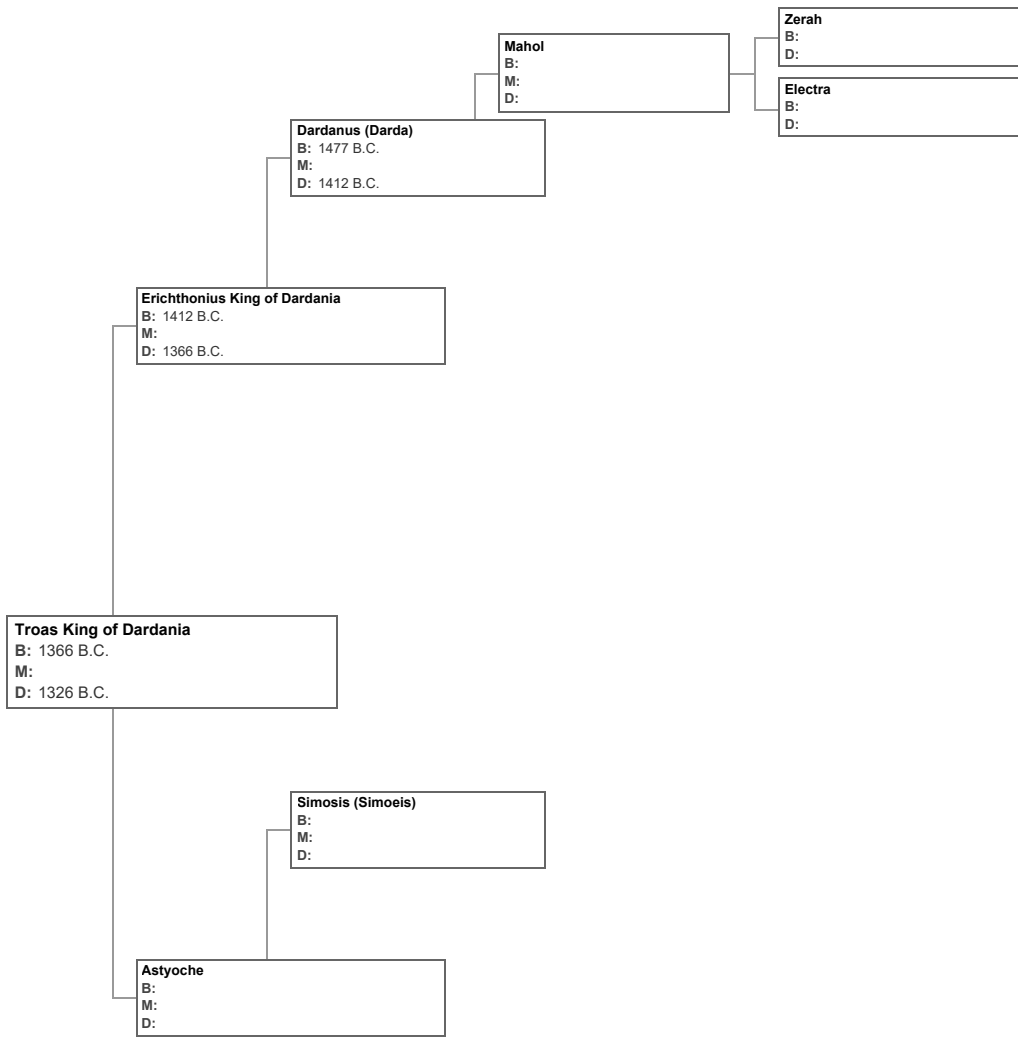 Zerah
B:
D:
Mahol
B:
M:
D:
Electra
B:
D:
Dardanus (Darda)
B: 1477 B.C.
M:
D: 1412 B.C.
Erichthonius King of Dardania
B: 1412 B.C.
M:
D: 1366 B.C.
Troas King of Dardania
B: 1366 B.C.
M:
D: 1326 B.C.
Simosis (Simoeis)
B:
M:
D:
Astyoche
B:
M:
D: